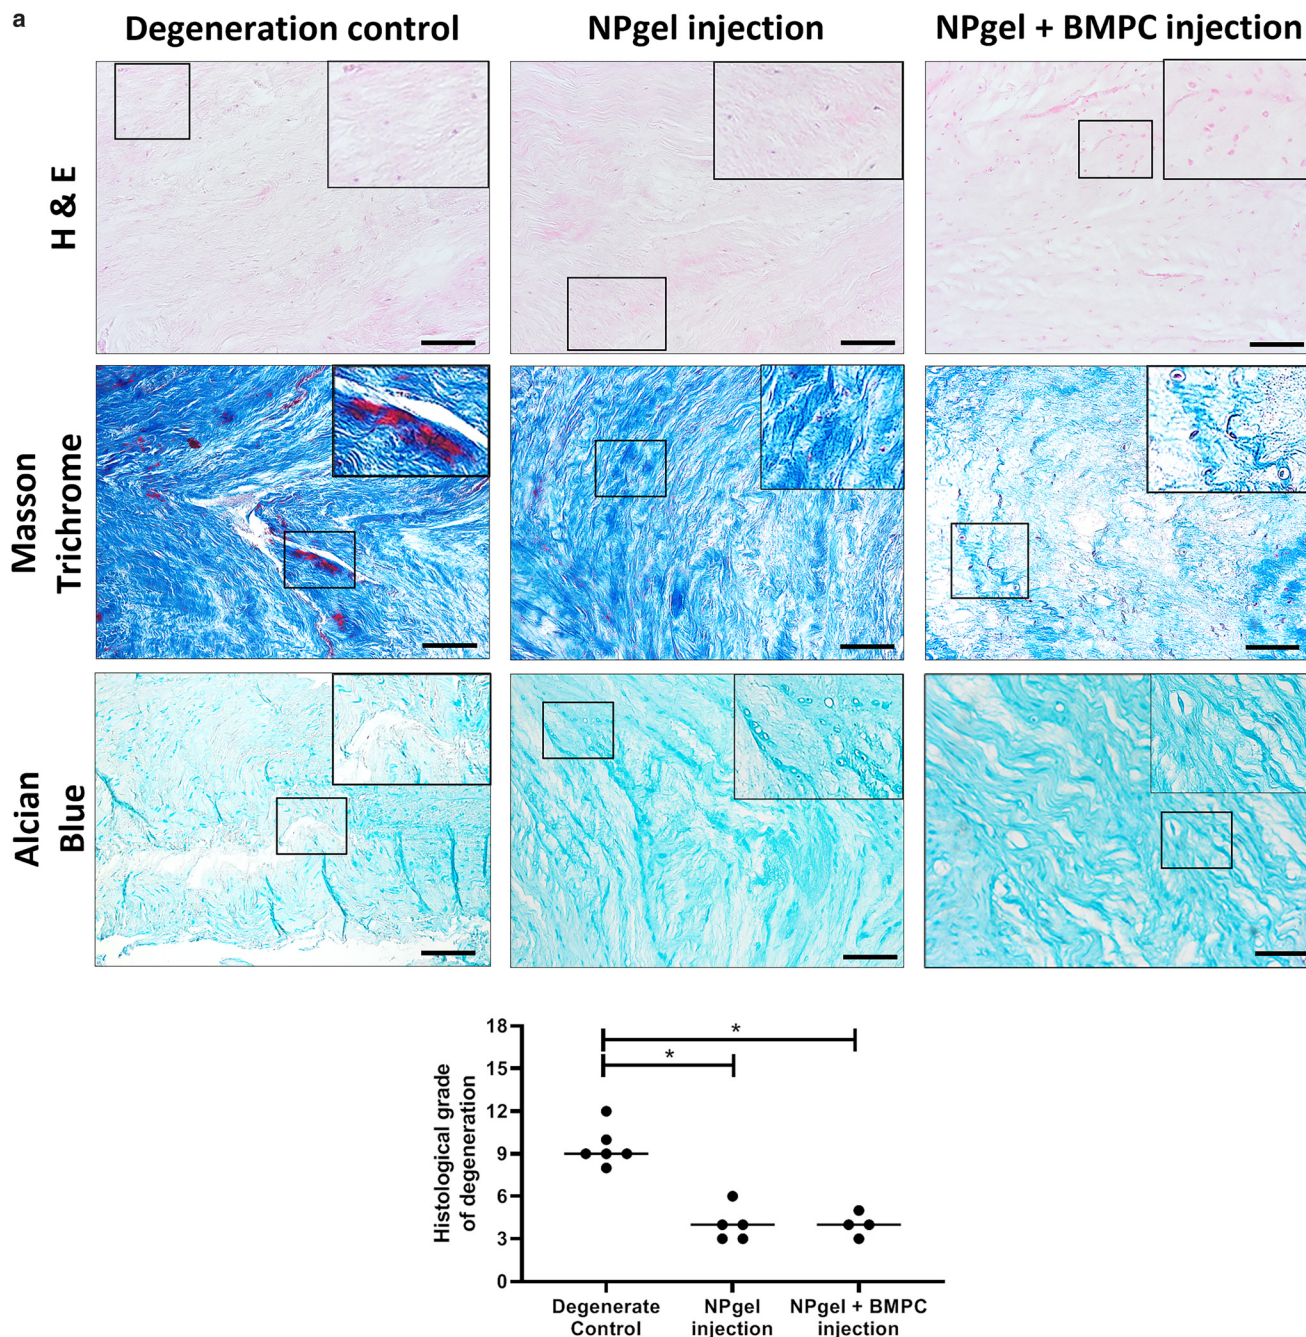 a
Degeneration control
NPgel injection
NPgel + BMPC injection
H & E
Masson
Trichrome
Alcian
Blue
Histological grade
of degeneration
18
15
12
9
6
3
0
*
*
Degenerate
Control
NPgel
injection
NPgel + BMPC
injection